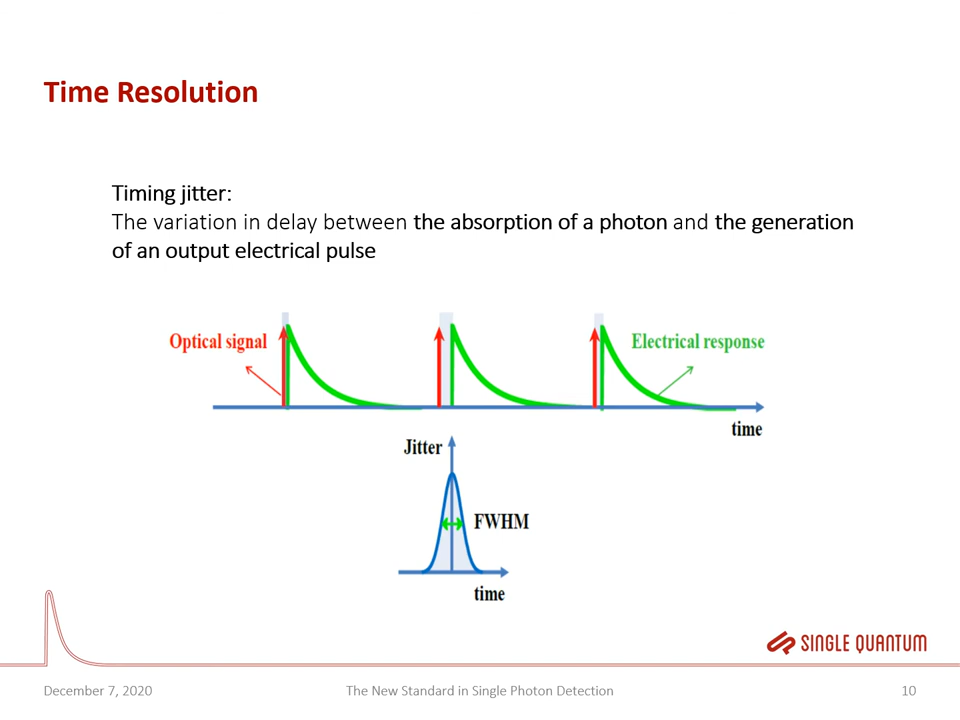 Time Resolution
Timing jitter:
The variation in delay between the absorption of a photon and the generation
of an output electrical pulse
Optical signal
Electrical response
time
Jitter
FWHM
time
SINGLE QUANTUM
December 7, 2020
The New Standard in Single Photon Detection
10